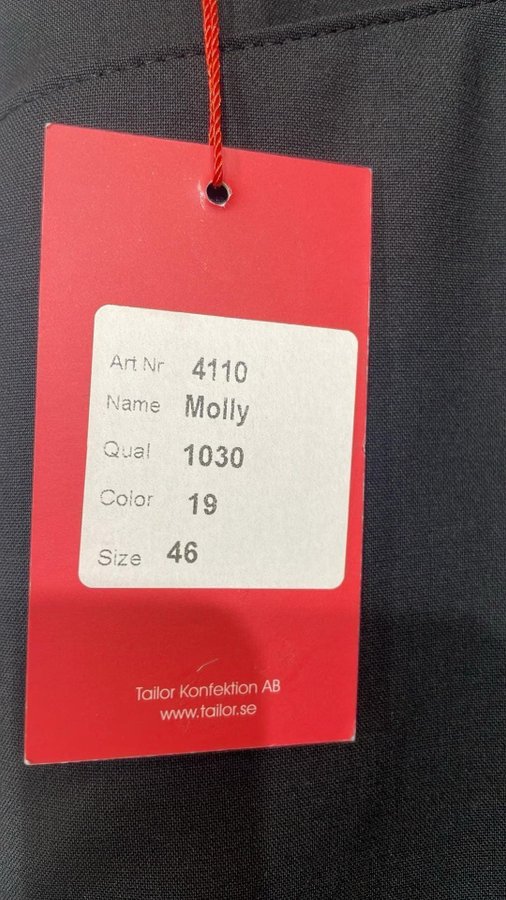 Art Nr 4110
Name Molly
Qual 1030
Color 19
Size 46
Tailor Konfektion AB
www.tailor.se